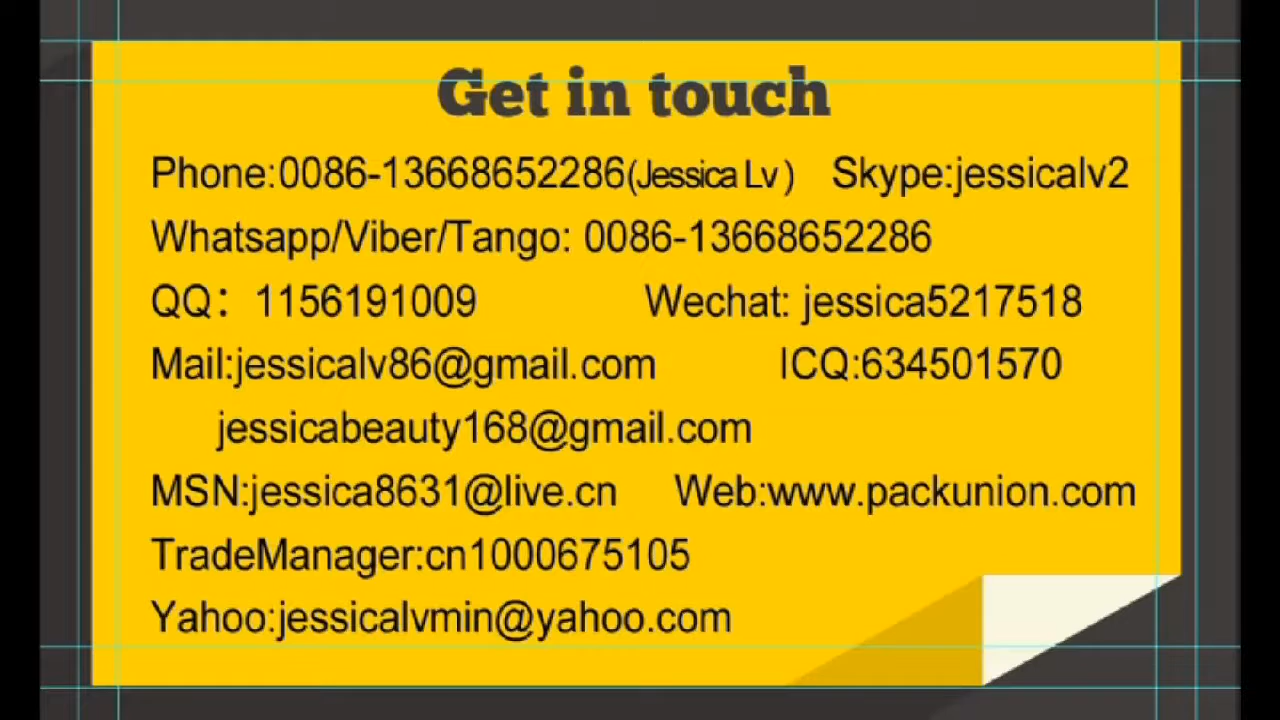 Get in touch
Phone:0086-13668652286(Jessica Lv) Skype:jessicalv2
Whatsapp/Viber/Tango: 0086-13668652286
QQ： 1156191009 Wechat: jessica5217518
Mail:jessicalv86@gmail.com ICQ:634501570
jessicabeauty168@gmail.com
MSN:jessica8631@live.cn Web:www.packunion.com
TradeManager:cn1000675105
Yahoo:jessicalvmin@yahoo.com